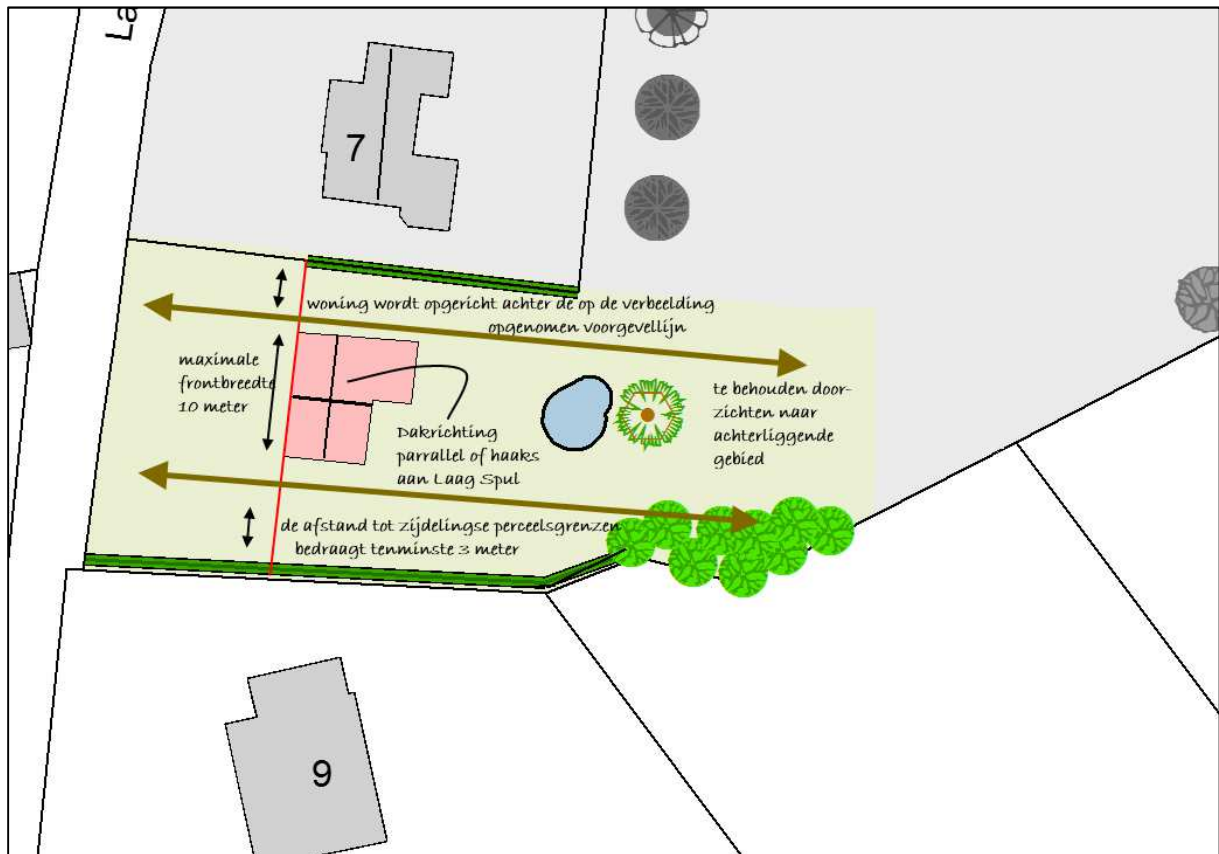 La
7
woning wordt opgericht achter de op de verbeelding
opgenomen voorgevellijn
maximale
frontbreedte
10 meter
te behouden door-
zichten naar
achterliggende
gebied
Dakrichting
parrallel of haaks
aan Laag Spul
de afstand tot zijdelingse perceelsgrenzen
bedraagt tenminste 3 meter
9